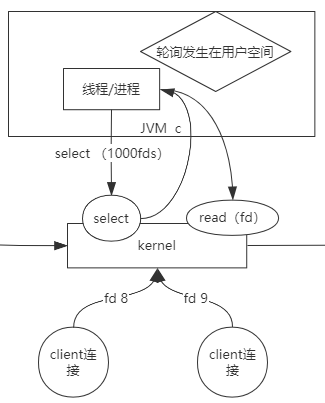 轮询发生在用户空间
线程/进程
JVM c
select （1000fds）
select
read（fd）
kernel
fd 8
fd 9
client连
接
client连
接